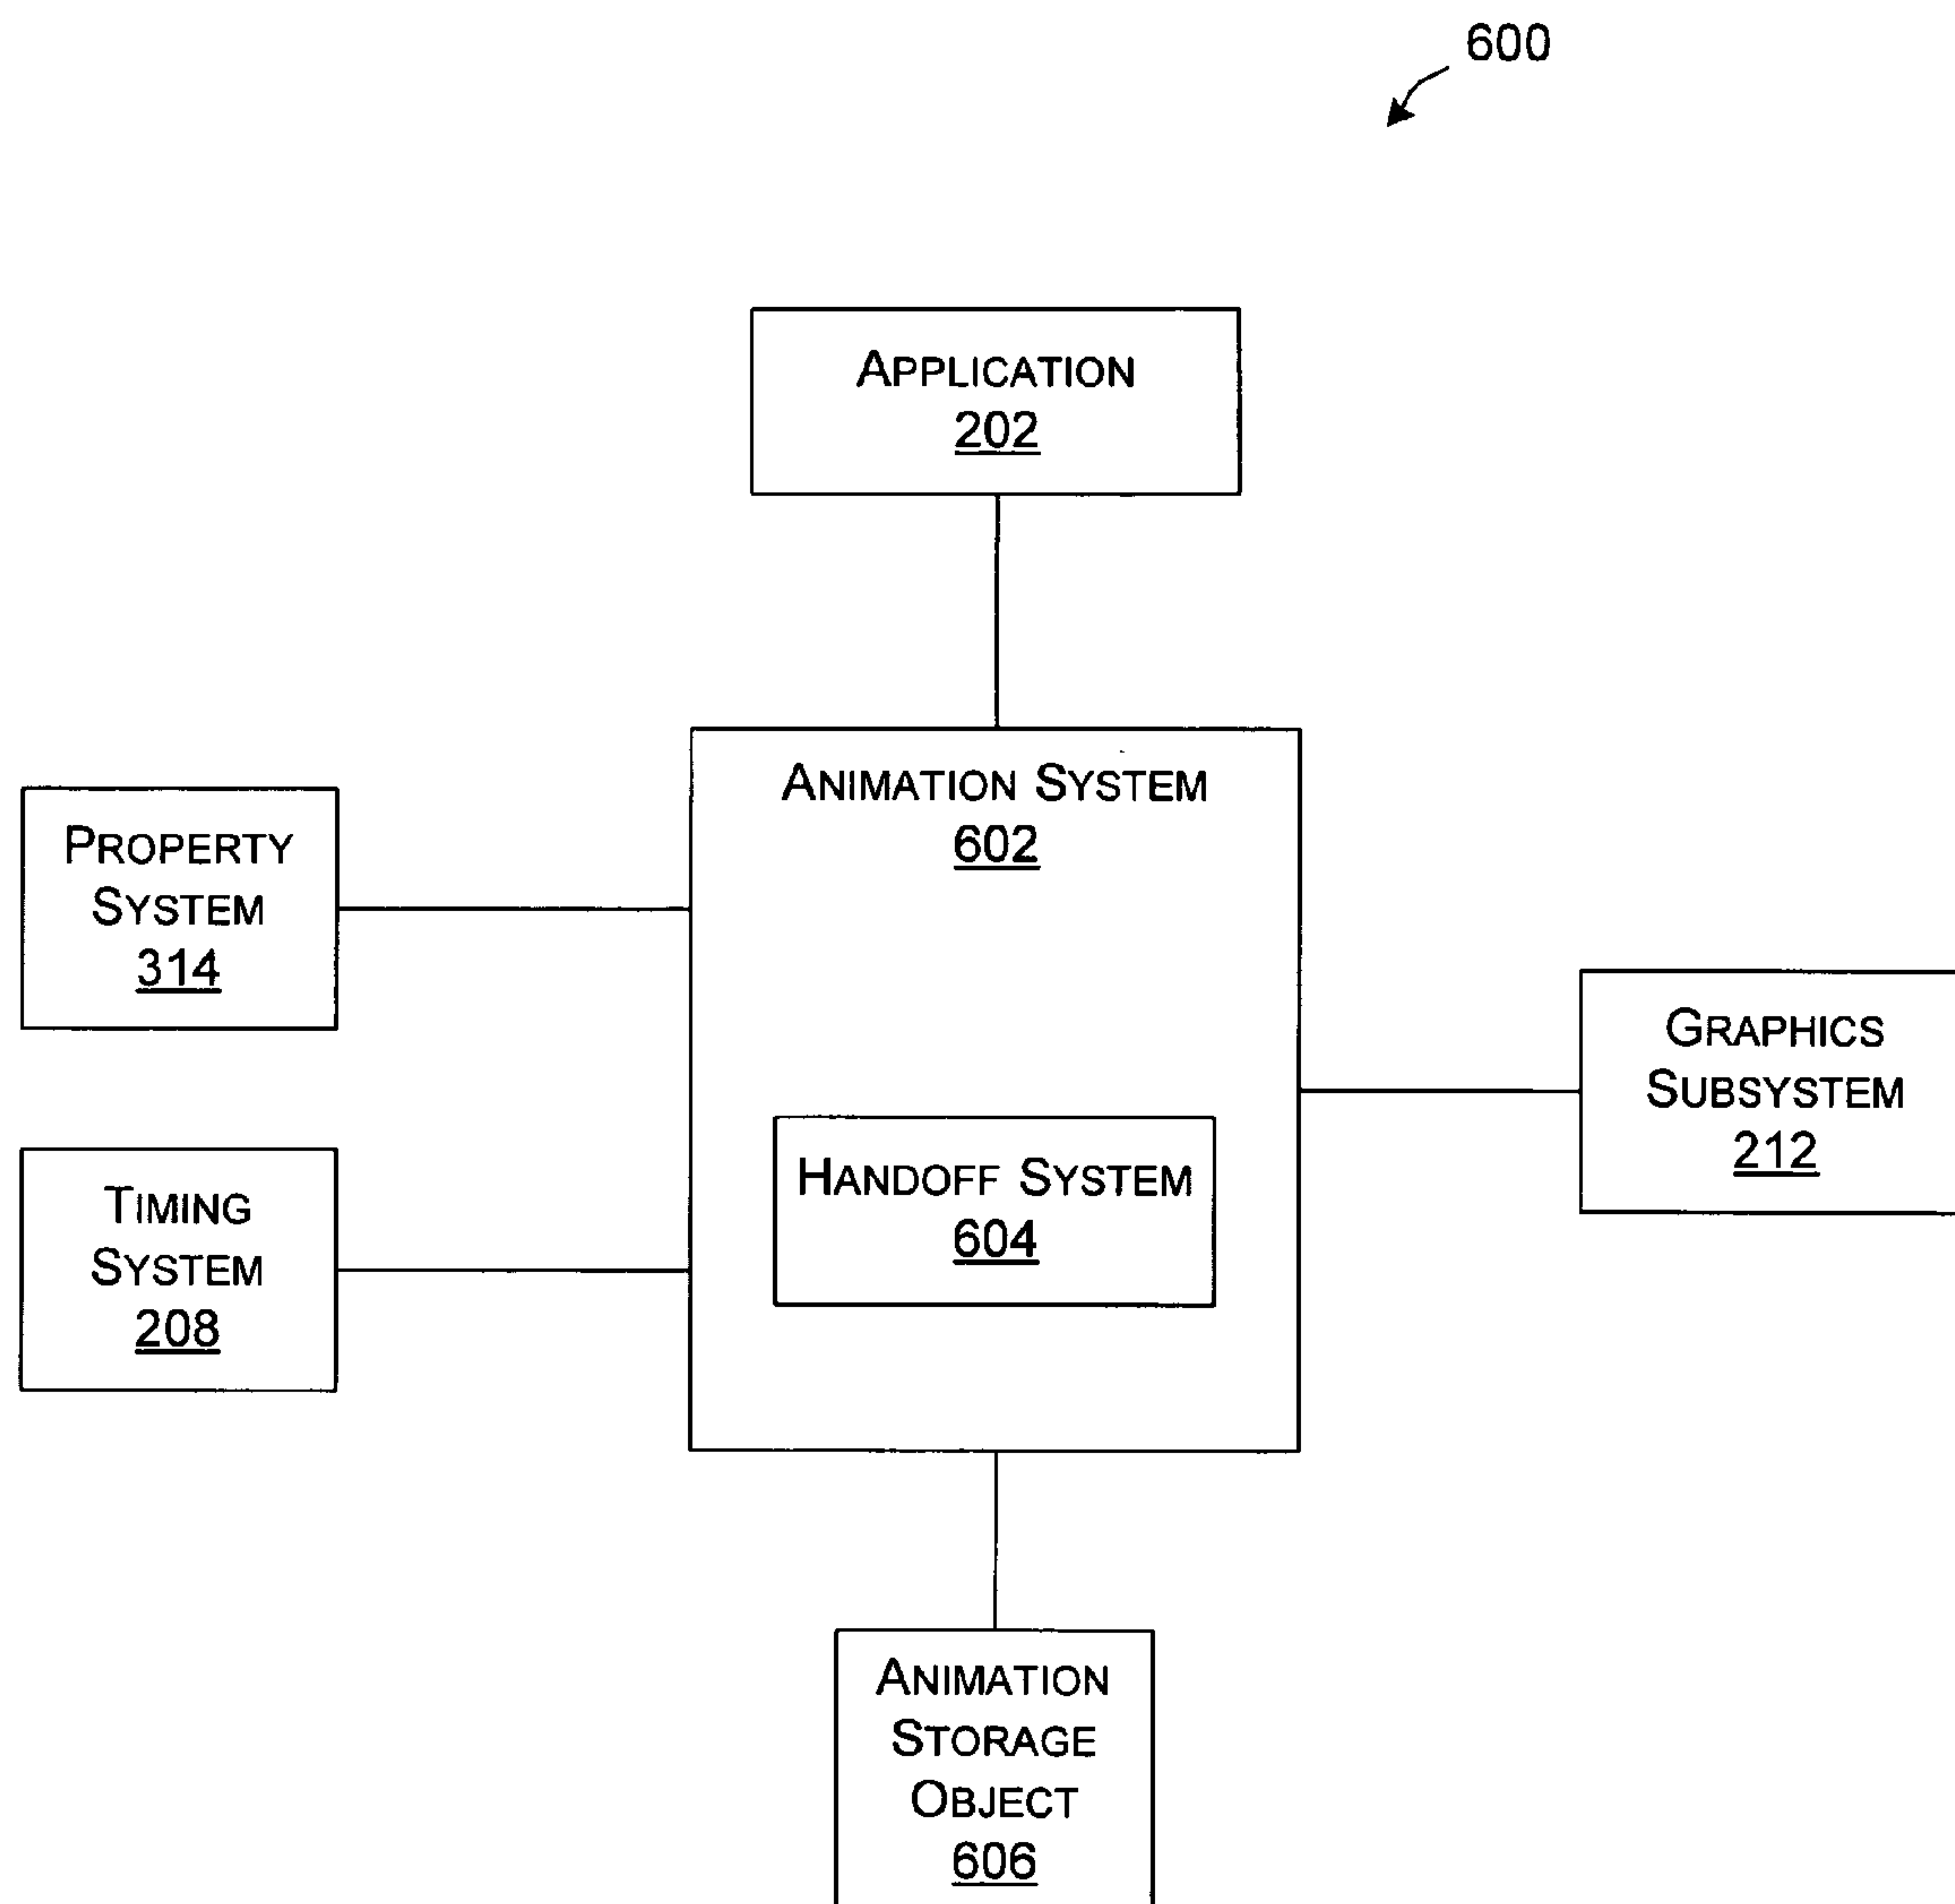 600
APPLICATION
202
ANIMATION SYSTEM
602
PROPERTY
SYSTEM
314
GRAPHICS
SUBSYSTEM
212
HANDOFF SYSTEM
604
TIMING
SYSTEM
208
ANIMATION
STORAGE
OBJECT
606